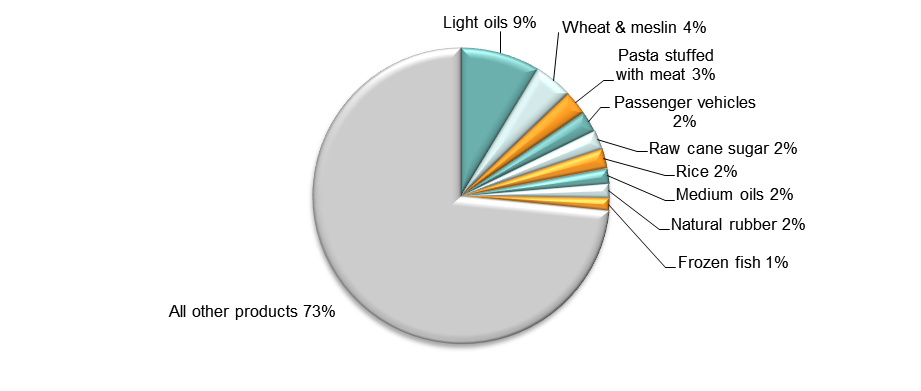 Light oils 9%
Wheat & meslin 4%
Pasta stuffed
with meat 3%
Passenger vehicles
2%
Raw cane sugar 2%
Rice 2%
Medium oils 2%
Natural rubber 2%
Frozen fish 1%
All other products 73%